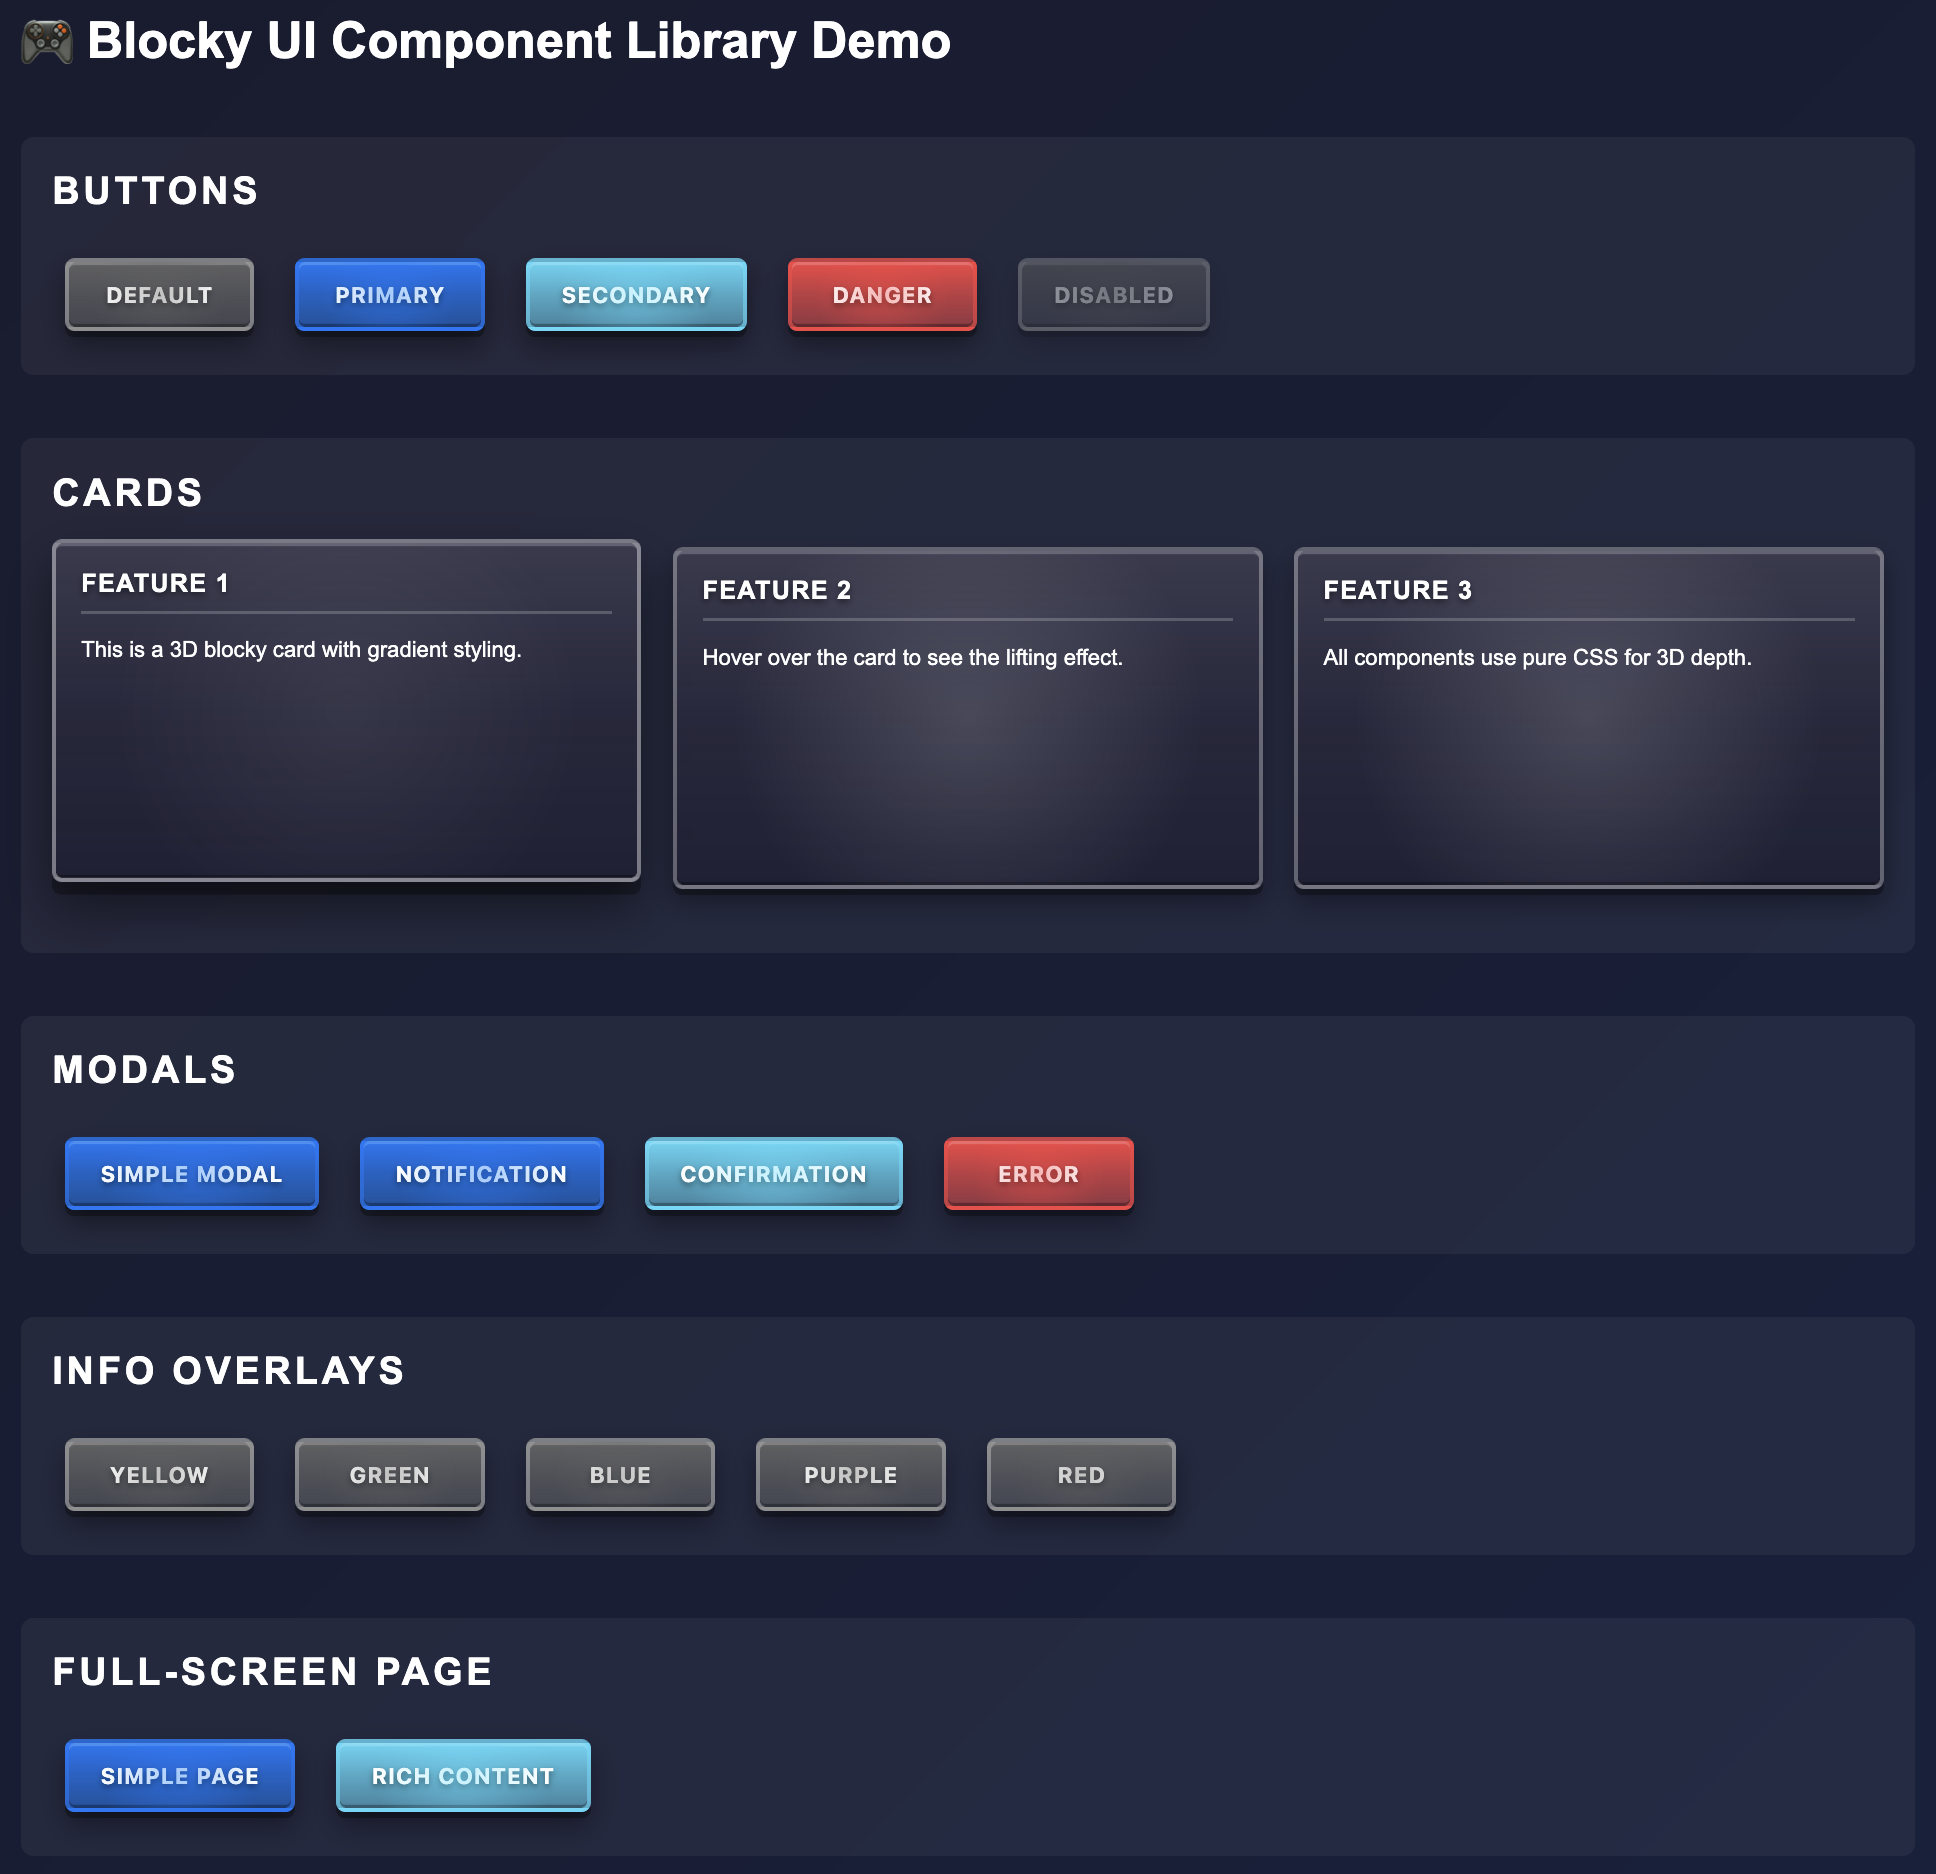 Blocky UI Component Library Demo
BUTTONS
DEFAULT PRIMARY SECONDARY DANGER DISABLED
CARDS
FEATURE 1
This is a 3D blocky card with gradient styling.
FEATURE 2
Hover over the card to see the lifting effect.
FEATURE 3
All components use pure CSS for 3D depth.
MODALS
SIMPLE MODAL NOTIFICATION CONFIRMATION ERROR
INFO OVERLAYS
YELLOW GREEN BLUE PURPLE RED
FULL-SCREEN PAGE
SIMPLE PAGE RICH CONTENT